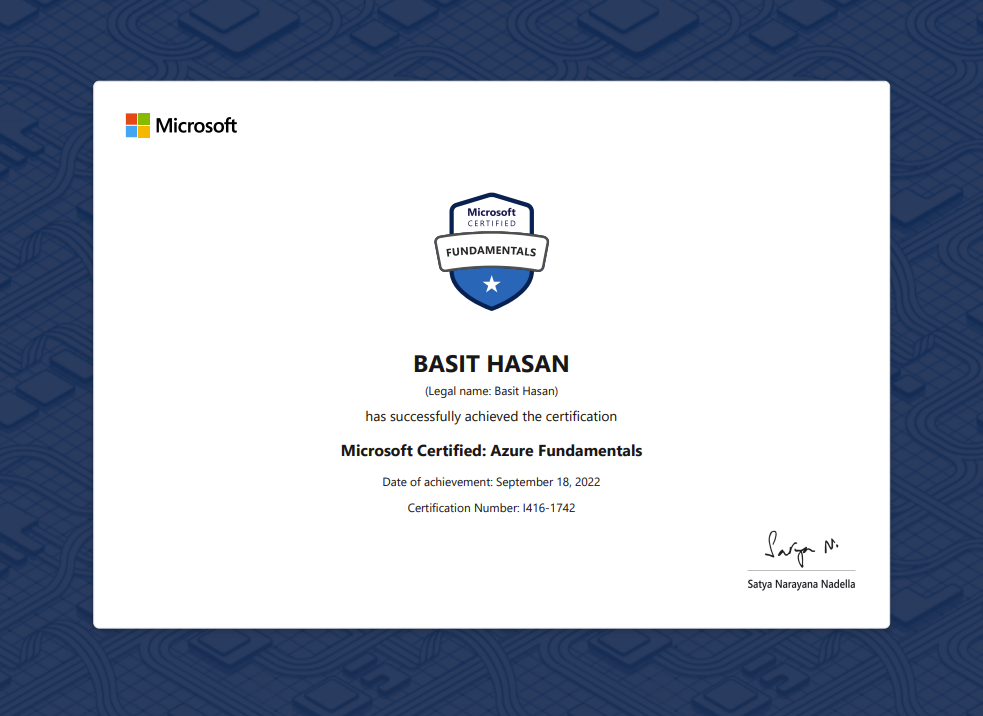 Microsoft
Microsoft
CERTIFIED
FUNDAMENTALS
BASIT HASAN
(Legal name: Basit Hasan)
has successfully achieved the certification
Microsoft Certified: Azure Fundamentals
Date of achievement: September 18, 2022
Certification Number: I416-1742
Satya N.
Satya Narayana Nadella